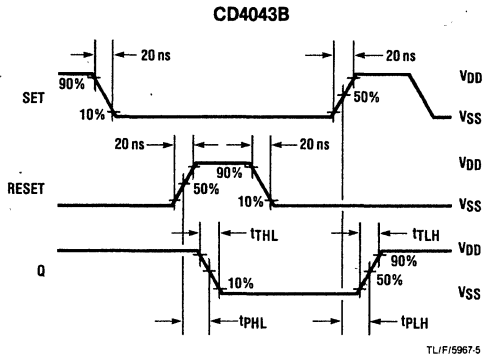 CD4043B
20 ns
20 ns
90%
VDD
SET
50%
10%
VSS
20 ns
20 ns
90%
VDD
RESET
50%
10%
VSS
tTHL
tTLH
VDD
90%
Q
50%
10%
VSS
tPHL
tPLH
TL/F/5967-5